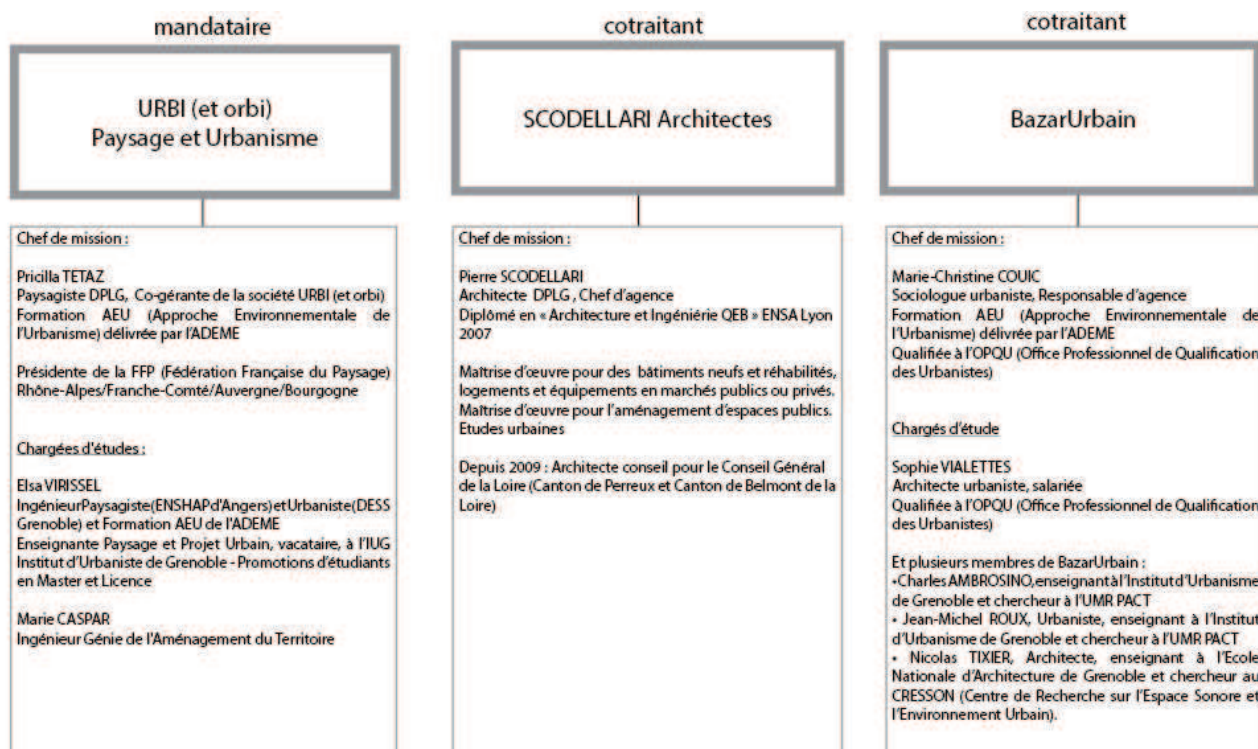 mandataire
URBI (et orbi)
Paysage et Urbanisme
Chef de mission :
Pricilla TETAZ
Paysagiste DPLG, Co-gérante de la société URBI (et orbi)
Formation AEU (Approche Environnementale de
l'Urbanisme) délivrée par l'ADEME
Présidente de la FFP (Fédération Française du Paysage)
Rhône-Alpes/Franche-Comté/Auvergne/Bourgogne
Chargées d'études :
Elsa VIRISSEL
Ingénieur Paysagiste (ENSHAP d'Angers) et Urbaniste (DESS
Grenoble) et Formation AEU de l'ADEME
Enseignante Paysage et Projet Urbain, vacataire, à l'IUG
Institut d'Urbaniste de Grenoble - Promotions d'étudiants
en Master et Licence
Marie CASPAR
Ingénieur Génie de l'Aménagement du Territoire
cotraitant
SCODELLARI Architectes
Chef de mission :
Pierre SCODELLARI
Architecte DPLG , Chef d'agence
Diplômé en « Architecture et Ingéniérie QEB » ENSA Lyon
2007
Maîtrise d'œuvre pour des bâtiments neufs et réhabilités,
logements et équipements en marchés publics ou privés.
Maîtrise d'œuvre pour l'aménagement d'espaces publics.
Etudes urbaines
Depuis 2009 : Architecte conseil pour le Conseil Général
de la Loire (Canton de Perreux et Canton de Belmont de la
Loire)
cotraitant
BazarUrbain
Chef de mission :
Marie-Christine COUIC
Sociologue urbaniste, Responsable d'agence
Formation AEU (Approche Environnementale de
l'Urbanisme) délivrée par l'ADEME
Qualifiée à l'OPQU (Office Professionnel de Qualification
des Urbanistes)
Chargés d'étude
Sophie VIALETTES
Architecte urbaniste, salariée
Qualifiée à l'OPQU (Office Professionnel de Qualification
des Urbanistes)
Et plusieurs membres de BazarUrbain :
•Charles AMBROSINO, enseignant à l'Institut d'Urbanisme
de Grenoble et chercheur à l'UMR PACT
• Jean-Michel ROUX, Urbaniste, enseignant à l'Institut
d'Urbanisme de Grenoble et chercheur à l'UMR PACT
• Nicolas TIXIER, Architecte, enseignant à l'Ecole
Nationale d'Architecture de Grenoble et chercheur au
CRESSON (Centre de Recherche sur l'Espace Sonore et
l'Environnement Urbain).